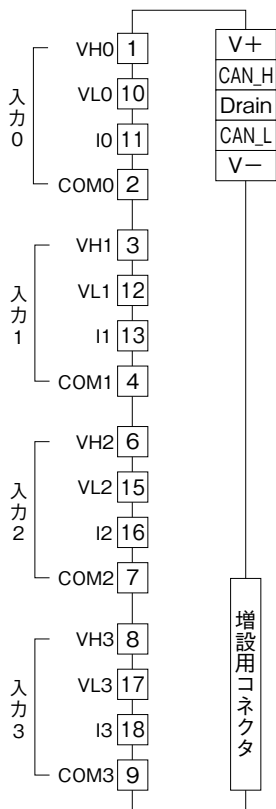 入力0
VH0 1
VL0 10
I0 11
COM0 2
入力1
VH1 3
VL1 12
I1 13
COM1 4
入力2
VH2 6
VL2 15
I2 16
COM2 7
入力3
VH3 8
VL3 17
I3 18
COM3 9
V+
CAN_H
Drain
CAN_L
V−
増設用コネクタ